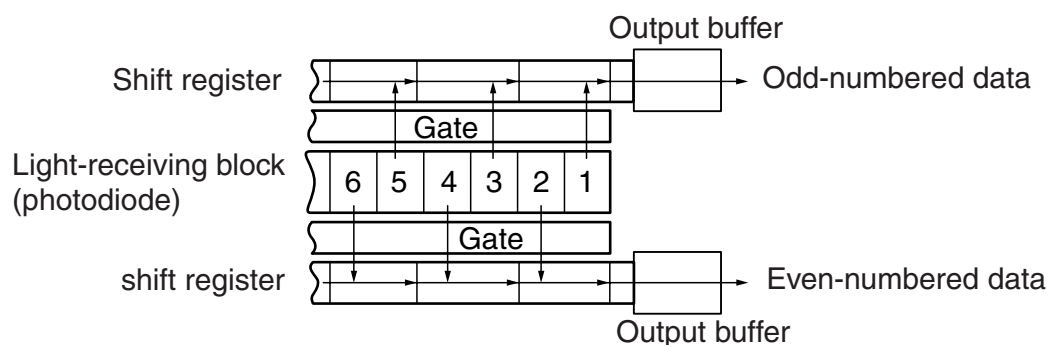 Output buffer
Shift register
Odd-numbered data
Gate
Light-receiving block
(photodiode)
6 5 4 3 2 1
Gate
shift register
Even-numbered data
Output buffer